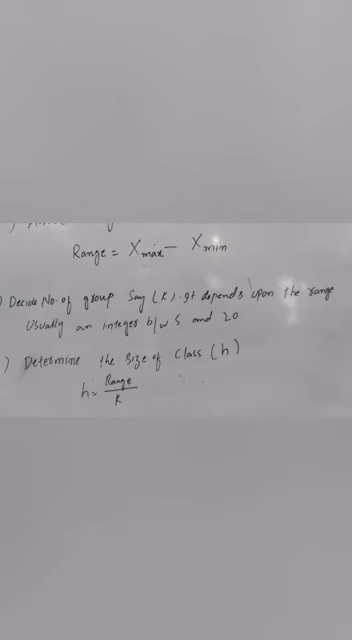 Range = Xmax - Xmin
) Decide No. of group Say (K). It depends upon the range
Usually an integer b/w 5 and 20
) Determine the size of class (h)
h = Range / K